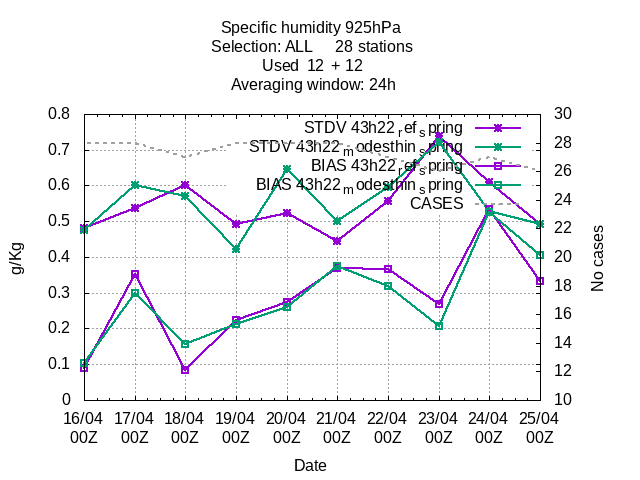 Specific humidity 925hPa
Selection: ALL 28 stations
Used 12 + 12
Averaging window: 24h
0.8
0.7
0.6
0.5
0.4
0.3
0.2
0.1
0
g/Kg
STDV 43h22refspring
STDV 43h22modesthinspring
BIAS 43h22refspring
BIAS 43h22modesthinspring
CASES
30
28
26
24
22
20
18
16
14
12
10
No cases
16/04 17/04 18/04 19/04 20/04 21/04 22/04 23/04 24/04 25/04
00Z 00Z 00Z 00Z 00Z 00Z 00Z 00Z 00Z 00Z
Date